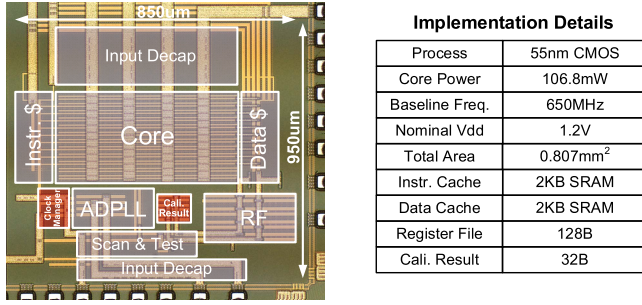 850um
Input Decap
Instr. $
Core
Data $
950um
Clock
Manager
ADPLL
Cali.
Result
RF
Scan & Test
Input Decap
Implementation Details
Process 55nm CMOS
Core Power 106.8mW
Baseline Freq. 650MHz
Nominal Vdd 1.2V
Total Area 0.807mm²
Instr. Cache 2KB SRAM
Data Cache 2KB SRAM
Register File 128B
Cali. Result 32B